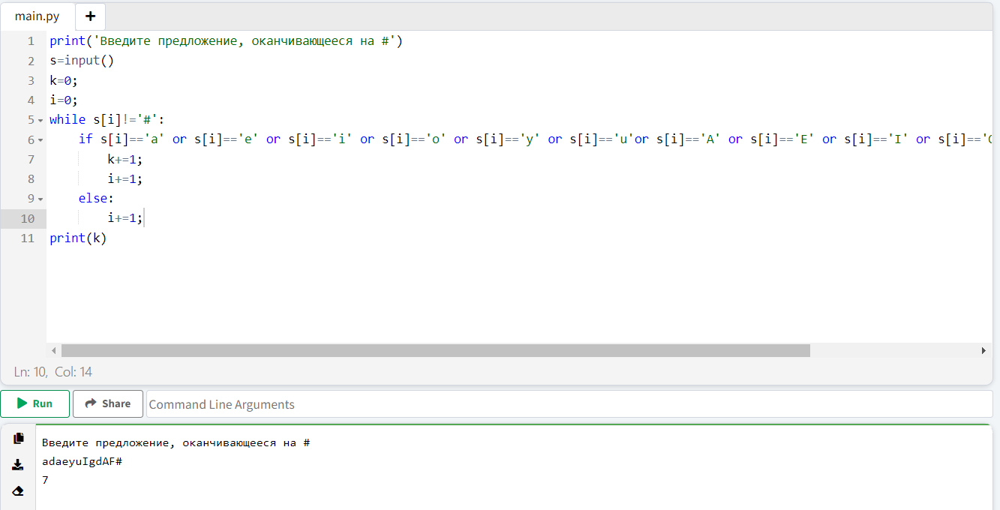 main.py +
1 print('Введите предложение, оканчивающееся на #')
2 s=input()
3 k=0;
4 i=0;
5 while s[i]!='#':
6 if s[i]=='a' or s[i]=='e' or s[i]=='i' or s[i]=='o' or s[i]=='y' or s[i]=='u'or s[i]=='A' or s[i]=='E' or s[i]=='I' or s[i]=='
7 k+=1;
8 i+=1;
9 else:
10 i+=1;
11 print(k)
Ln: 10, Col: 14
Run Share Command Line Arguments
Введите предложение, оканчивающееся на #
adaeyuIgdAF#
7